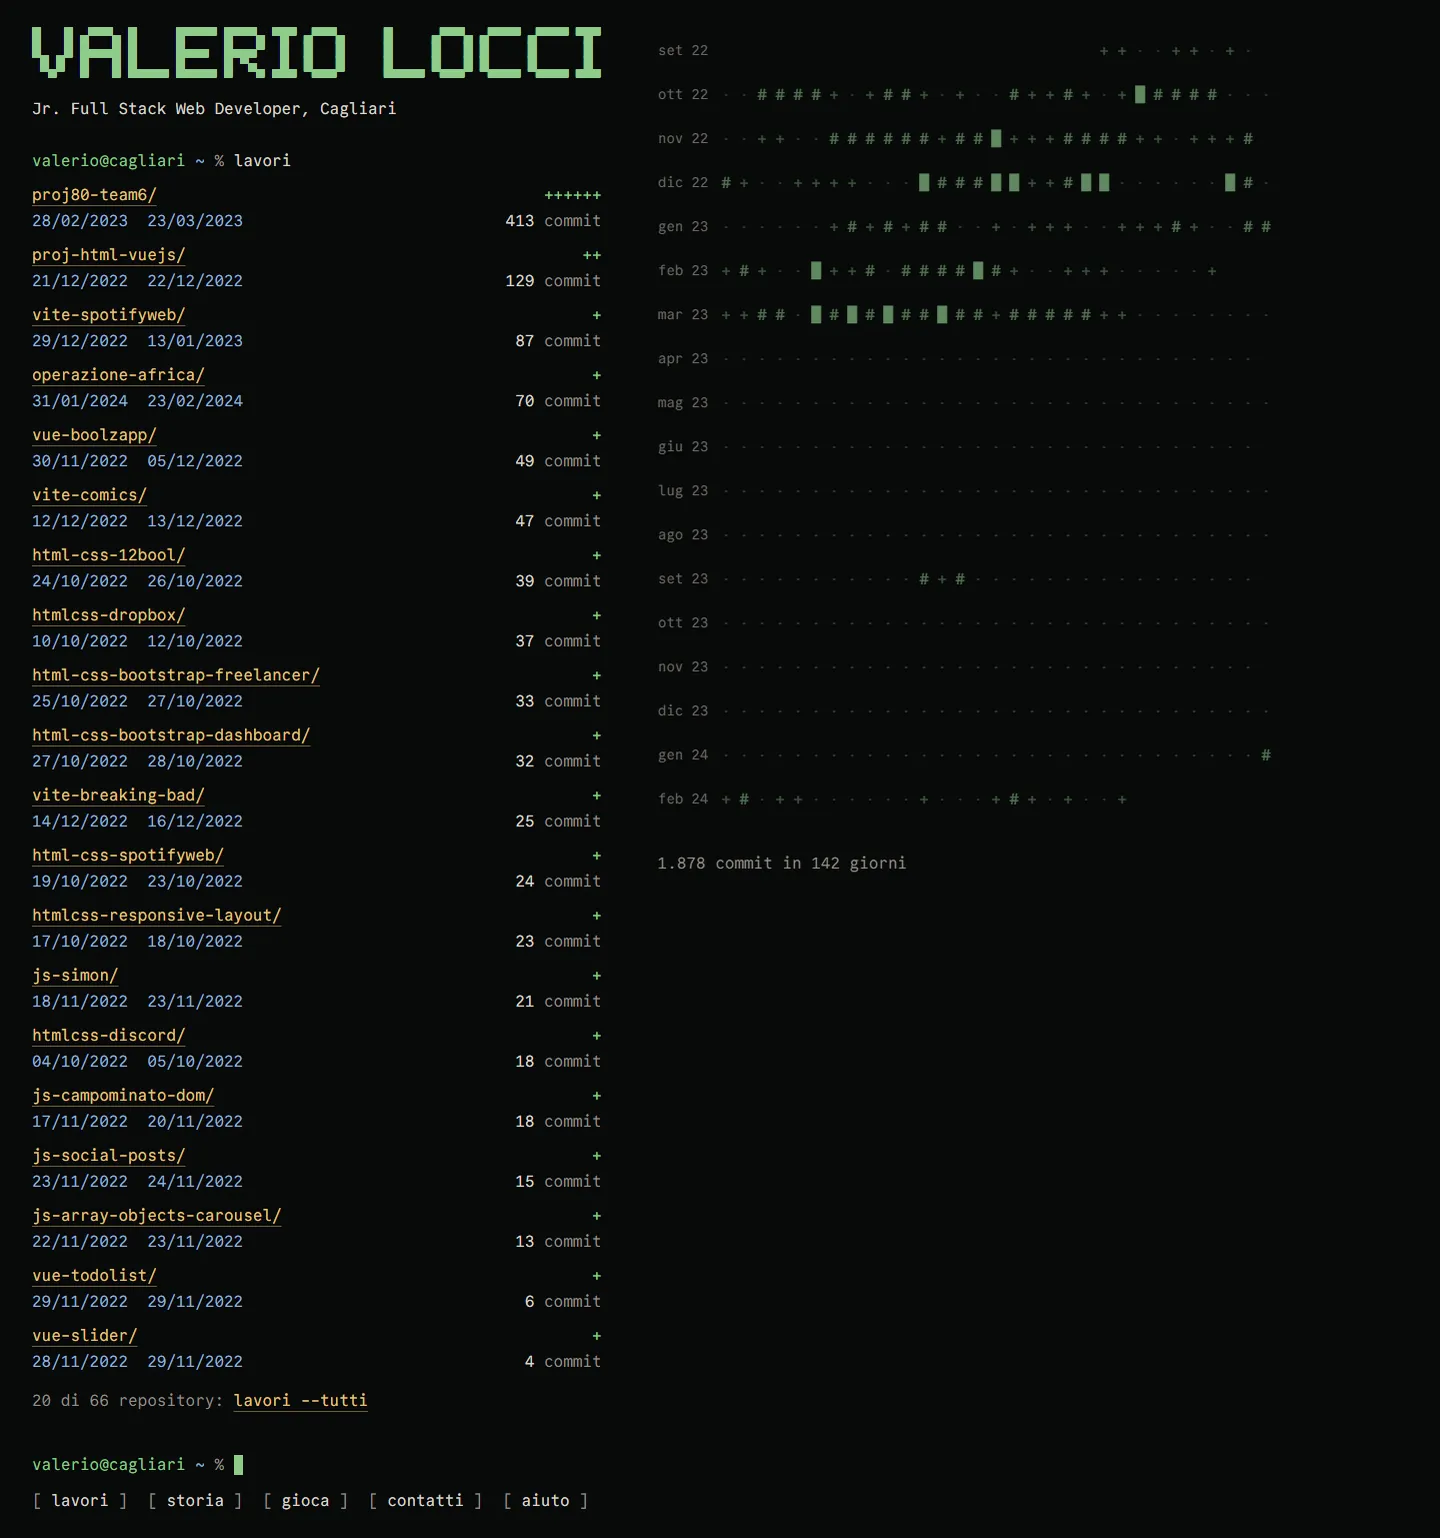 VALERIO LOCCI
Jr. Full Stack Web Developer, Cagliari
valerio@cagliari ~ % lavori
proj80-team6/ ++++++
28/02/2023 23/03/2023 413 commit
proj-html-vuejs/ ++
21/12/2022 22/12/2022 129 commit
vite-spotifyweb/ +
29/12/2022 13/01/2023 87 commit
operazione-africa/ +
31/01/2024 23/02/2024 70 commit
vue-boolzapp/ +
30/11/2022 05/12/2022 49 commit
vite-comics/ +
12/12/2022 13/12/2022 47 commit
html-css-12bool/ +
24/10/2022 26/10/2022 39 commit
htmlcss-dropbox/ +
10/10/2022 12/10/2022 37 commit
html-css-bootstrap-freelancer/ +
25/10/2022 27/10/2022 33 commit
html-css-bootstrap-dashboard/ +
27/10/2022 28/10/2022 32 commit
vite-breaking-bad/ +
14/12/2022 16/12/2022 25 commit
html-css-spotifyweb/ +
19/10/2022 23/10/2022 24 commit
htmlcss-responsive-layout/ +
17/10/2022 18/10/2022 23 commit
js-simon/ +
18/11/2022 23/11/2022 21 commit
htmlcss-discord/ +
04/10/2022 05/10/2022 18 commit
js-campominato-dom/ +
17/11/2022 20/11/2022 18 commit
js-social-posts/ +
23/11/2022 24/11/2022 15 commit
js-array-objects-carousel/ +
22/11/2022 23/11/2022 13 commit
vue-todolist/ +
29/11/2022 29/11/2022 6 commit
vue-slider/ +
28/11/2022 29/11/2022 4 commit
20 di 66 repository: lavori --tutti
valerio@cagliari ~ %
[ lavori ] [ storia ] [ gioca ] [ contatti ] [ aiuto ]
set 22 + + · · + + · + ·
ott 22 · · # # # # + · + # # + · + · · # + + # + · + █ # # # # · · ·
nov 22 · · + + · · # # # # # # + # # █ + + + # # # # + + · + + + #
dic 22 # + · · + + + + · · · █ # # # █ █ + + # █ █ · · · · · · █ # ·
gen 23 · · · · · · + # + # + # # · · + · + + + · · + + + # + · · # #
feb 23 + # + · · █ + + # · # # # # █ # + · · + + + · · · · · +
mar 23 + + # # · █ # █ # █ # # █ # # + # # # # # + + · · · · · · · ·
apr 23 · · · · · · · · · · · · · · · · · · · · · · · · · · · · · ·
mag 23 · · · · · · · · · · · · · · · · · · · · · · · · · · · · · · ·
giu 23 · · · · · · · · · · · · · · · · · · · · · · · · · · · · · ·
lug 23 · · · · · · · · · · · · · · · · · · · · · · · · · · · · · · ·
ago 23 · · · · · · · · · · · · · · · · · · · · · · · · · · · · · · ·
set 23 · · · · · · · · · · · # + # · · · · · · · · · · · · · · · ·
ott 23 · · · · · · · · · · · · · · · · · · · · · · · · · · · · · · ·
nov 23 · · · · · · · · · · · · · · · · · · · · · · · · · · · · · ·
dic 23 · · · · · · · · · · · · · · · · · · · · · · · · · · · · · · ·
gen 24 · · · · · · · · · · · · · · · · · · · · · · · · · · · · · · #
feb 24 + # · + + · · · · · · + · · · + # + · + · · +
1.878 commit in 142 giorni